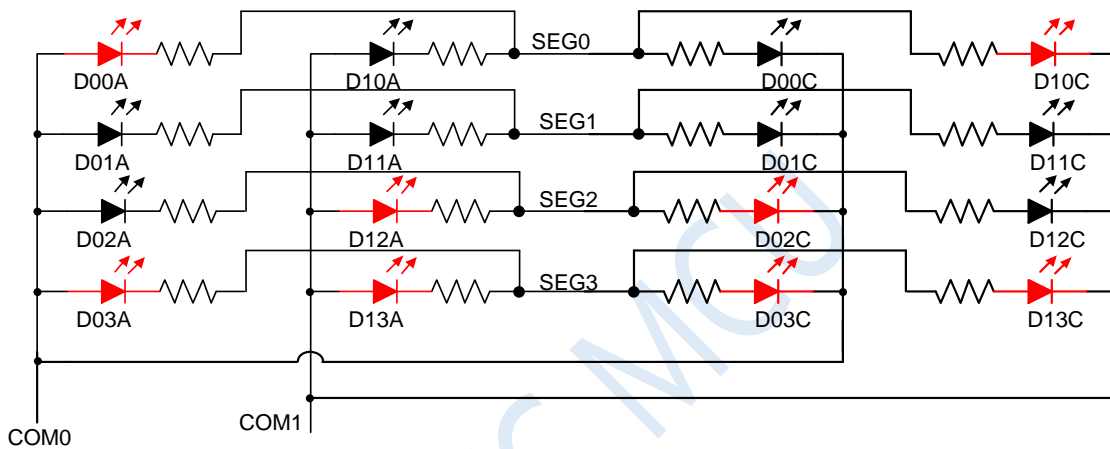 SEG0
D00A D10A D00C D10C
SEG1
D01A D11A D01C D11C
SEG2
D02A D12A D02C D12C
SEG3
D03A D13A D03C D13C
COM0 COM1
C MCU